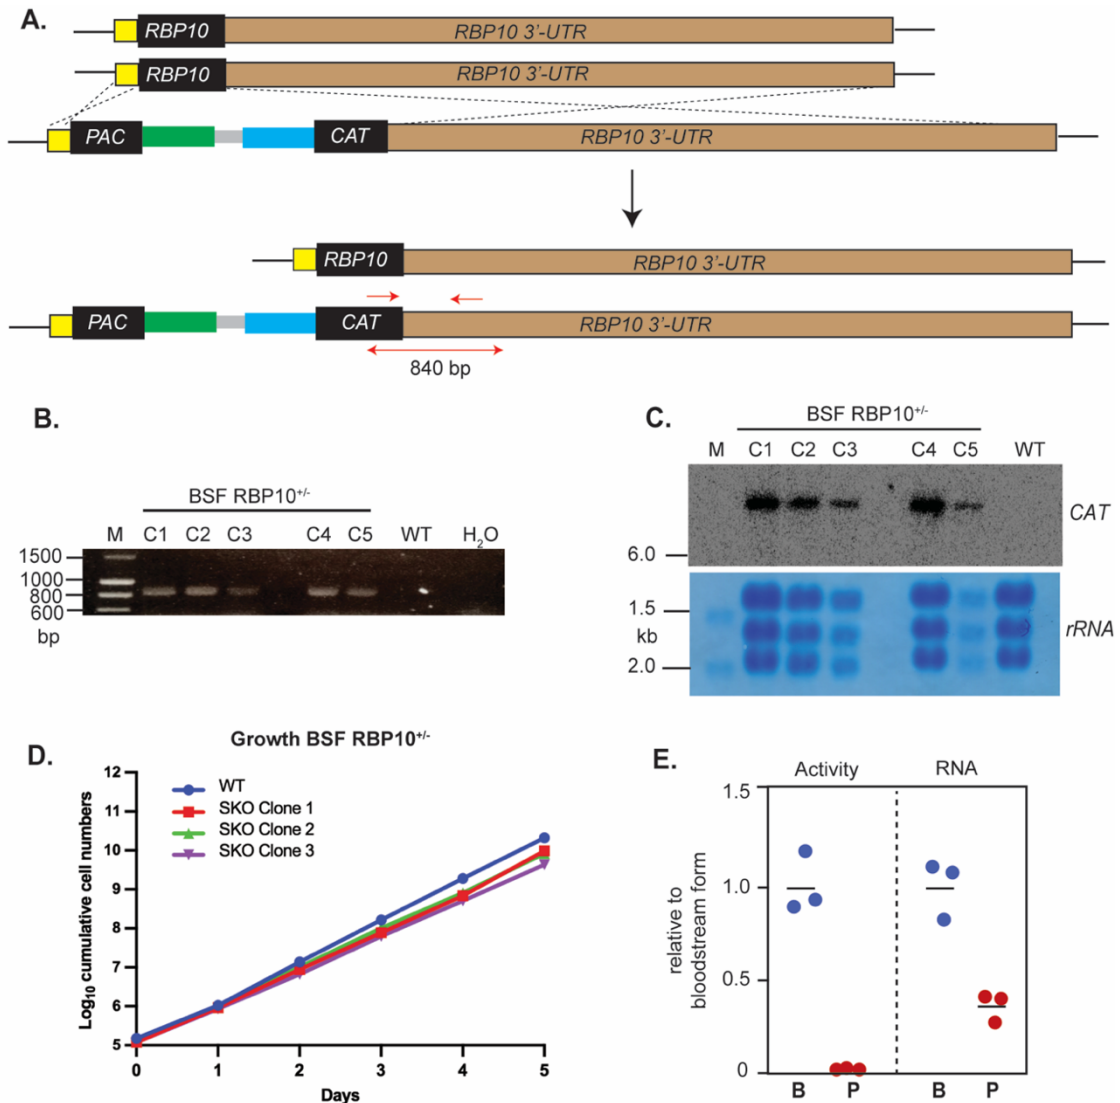 A.
RBP10 RBP10 3'-UTR
RBP10 RBP10 3'-UTR
PAC CAT RBP10 3'-UTR
RBP10 RBP10 3'-UTR
PAC CAT RBP10 3'-UTR
840 bp
B.
BSF RBP10+/-
M C1 C2 C3 C4 C5 WT H2O
1500
1000
800
600
bp
C.
BSF RBP10+/-
M C1 C2 C3 C4 C5 WT
CAT
6.0
1.5
kb
rRNA
2.0
D.
Growth BSF RBP10+/-
WT
SKO Clone 1
SKO Clone 2
SKO Clone 3
Log10 cumulative cell numbers
12
11
10
9
8
7
6
5
0 1 2 3 4 5
Days
E.
Activity RNA
relative to
bloodstream form
1.5
1.0
0.5
0
B P B P